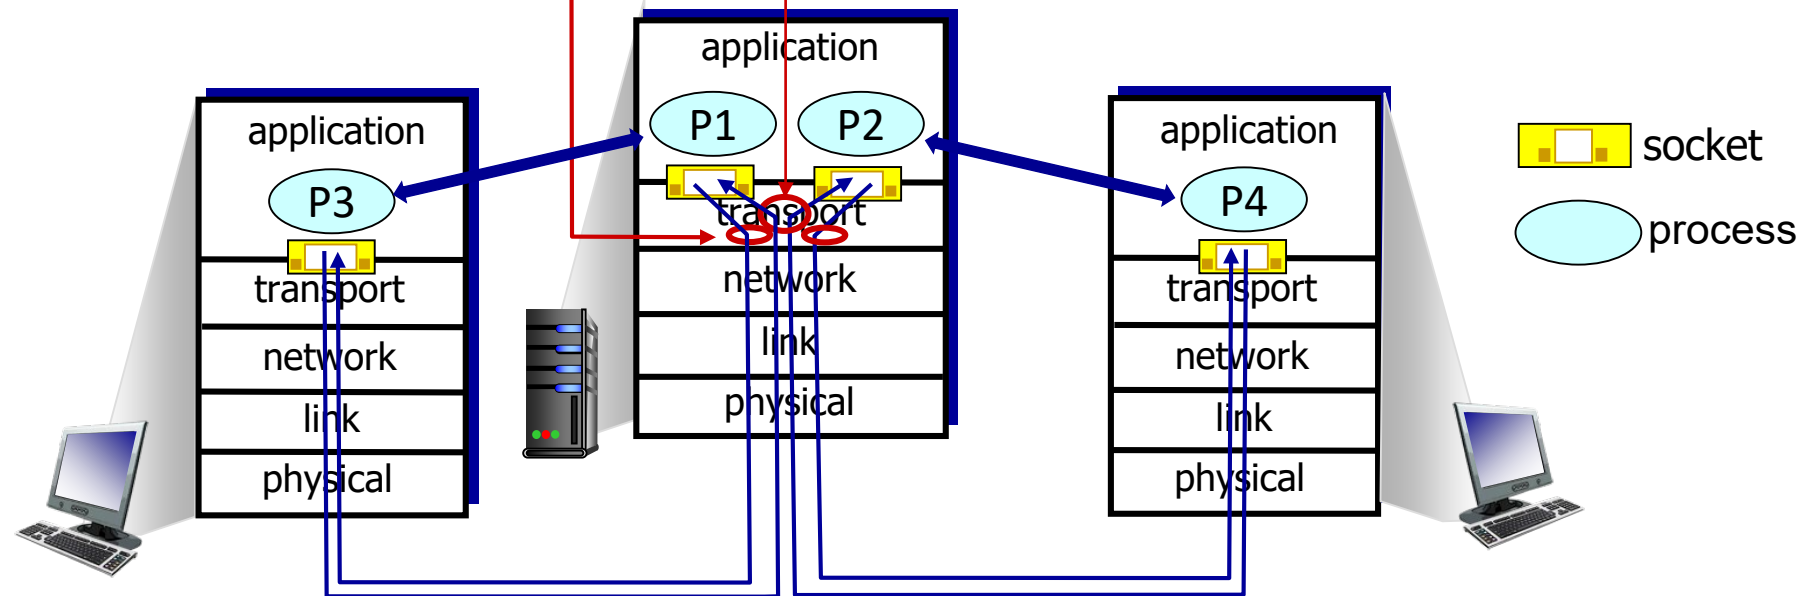 application
P3
transport
network
link
physical
application
P1
P2
transport
network
link
physical
application
P4
transport
network
link
physical
socket
process